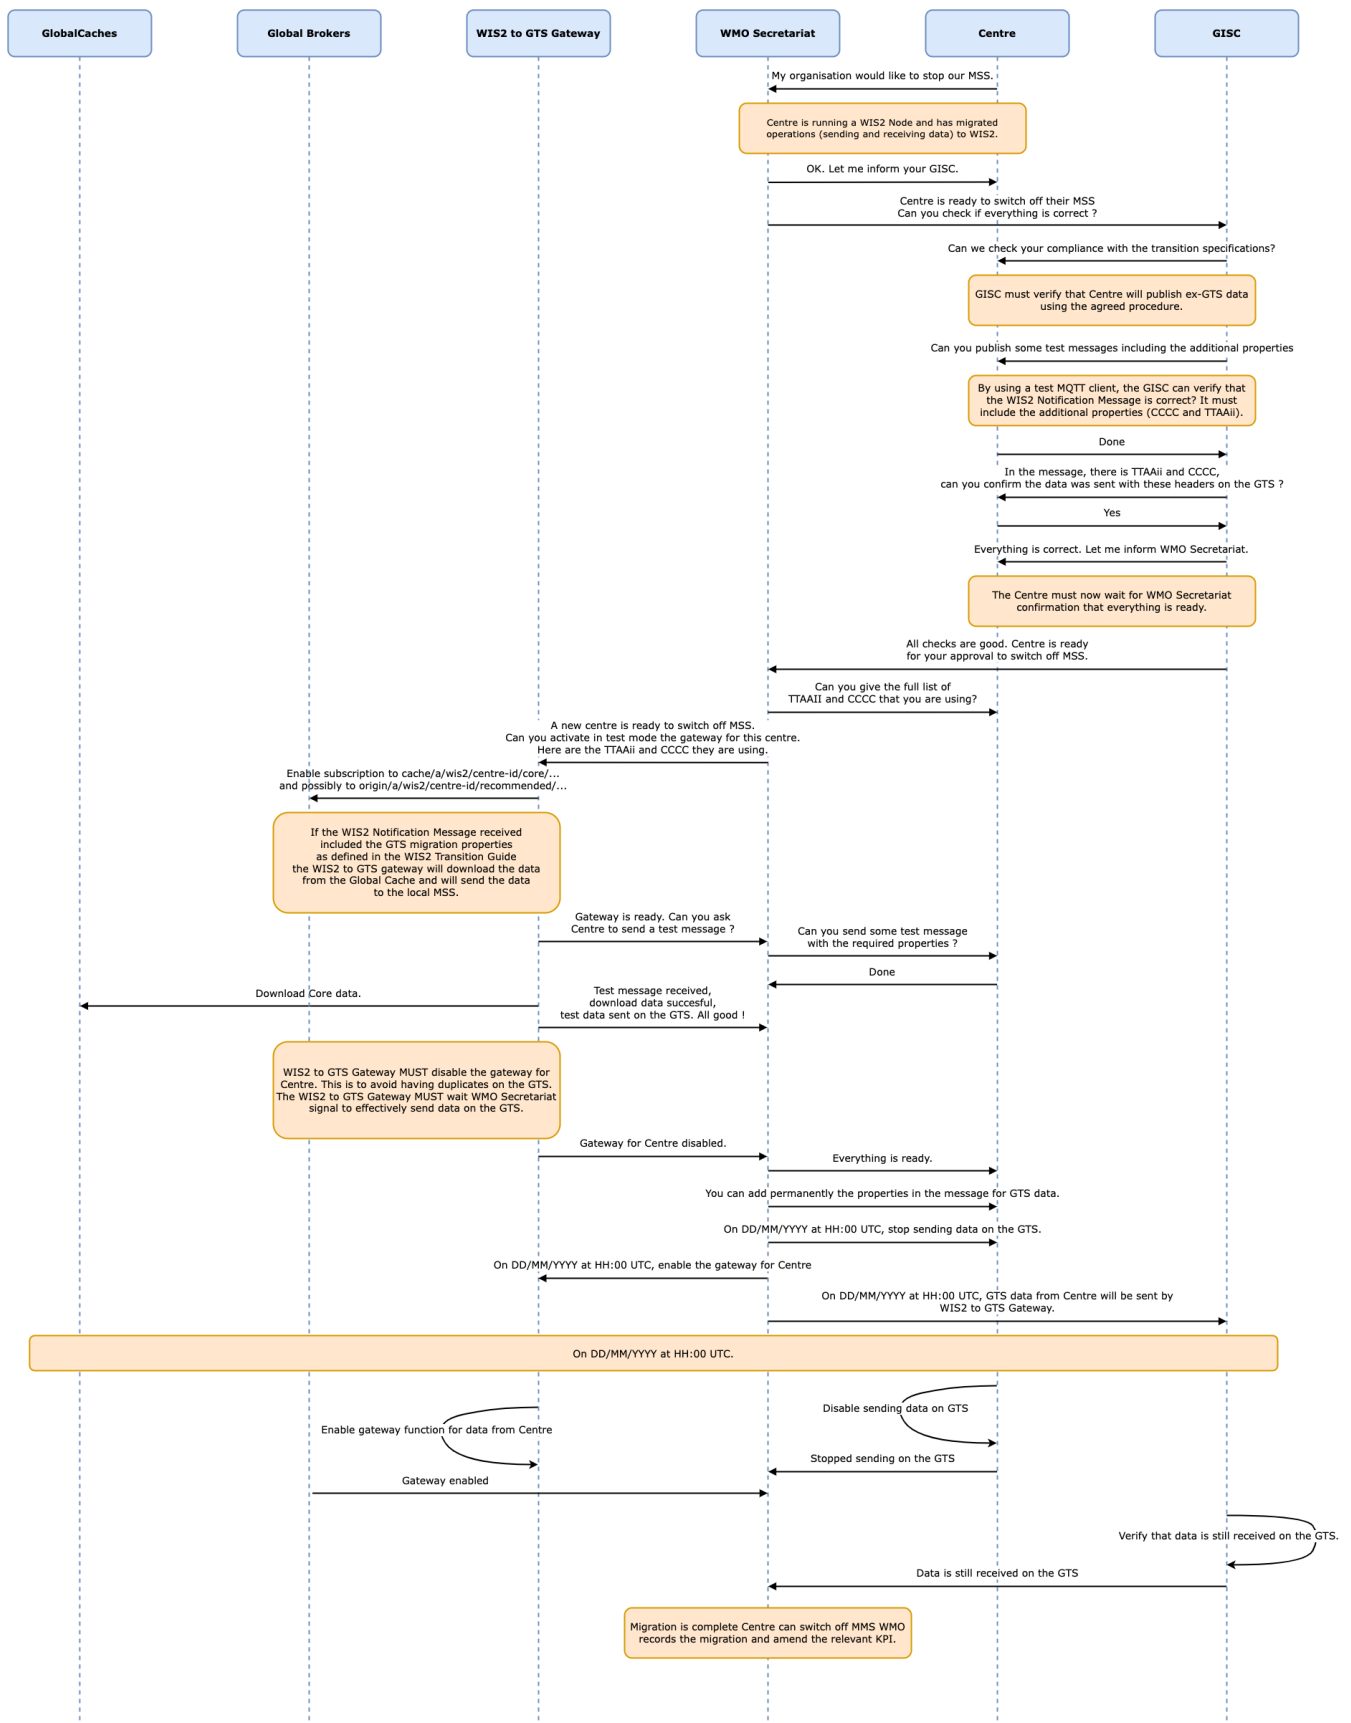 GlobalCaches
Global Brokers
WIS2 to GTS Gateway
WMO Secretariat
Centre
GISC
My organisation would like to stop our MSS.
Centre is running a WIS2 Node and has migrated
operations (sending and receiving data) to WIS2.
OK. Let me inform your GISC.
Centre is ready to switch off their MSS
Can you check if everything is correct ?
Can we check your compliance with the transition specifications?
GISC must verify that Centre will publish ex-GTS data
using the agreed procedure.
Can you publish some test messages including the additional properties
By using a test MQTT client, the GISC can verify that
the WIS2 Notification Message is correct? It must
include the additional properties (CCCC and TTAAii).
Done
In the message, there is TTAAii and CCCC,
can you confirm the data was sent with these headers on the GTS ?
Yes
Everything is correct. Let me inform WMO Secretariat.
The Centre must now wait for WMO Secretariat
confirmation that everything is ready.
All checks are good. Centre is ready
for your approval to switch off MSS.
Can you give the full list of
TTAAII and CCCC that you are using?
A new centre is ready to switch off MSS.
Can you activate in test mode the gateway for this centre.
Here are the TTAAii and CCCC they are using.
Enable subscription to cache/a/wis2/centre-id/core/...
and possibly to origin/a/wis2/centre-id/recommended/...
If the WIS2 Notification Message received
included the GTS migration properties
as defined in the WIS2 Transition Guide
the WIS2 to GTS gateway will download the data
from the Global Cache and will send the data
to the local MSS.
Gateway is ready. Can you ask
Centre to send a test message ?
Can you send some test message
with the required properties ?
Done
Download Core data.
Test message received,
download data succesful,
test data sent on the GTS. All good !
WIS2 to GTS Gateway MUST disable the gateway for
Centre. This is to avoid having duplicates on the GTS.
The WIS2 to GTS Gateway MUST wait WMO Secretariat
signal to effectively send data on the GTS.
Gateway for Centre disabled.
Everything is ready.
You can add permanently the properties in the message for GTS data.
On DD/MM/YYYY at HH:00 UTC, stop sending data on the GTS.
On DD/MM/YYYY at HH:00 UTC, enable the gateway for Centre
On DD/MM/YYYY at HH:00 UTC, GTS data from Centre will be sent by
WIS2 to GTS Gateway.
On DD/MM/YYYY at HH:00 UTC.
Disable sending data on GTS
Enable gateway function for data from Centre
Stopped sending on the GTS
Gateway enabled
Verify that data is still received on the GTS.
Data is still received on the GTS
Migration is complete Centre can switch off MMS WMO
records the migration and amend the relevant KPI.